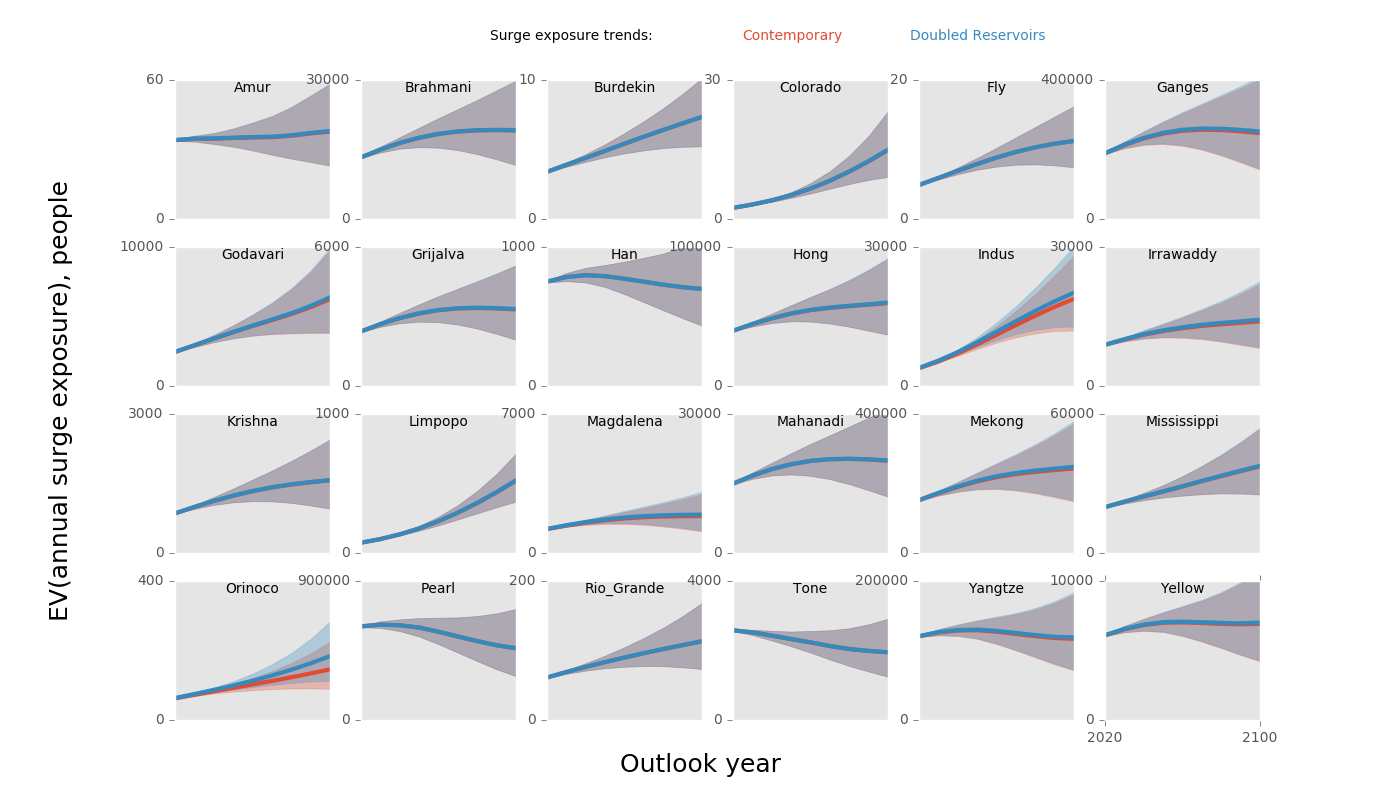 Surge exposure trends: Contemporary Doubled Reservoirs
60 30000 10 30 20 400000
Amur Brahmani Burdekin Colorado Fly Ganges
0 0 0 0 0 0
10000 6000 1000 100000 30000 30000
Godavari Grijalva Han Hong Indus Irrawaddy
0 0 0 0 0 0
3000 1000 7000 30000 400000 60000
Krishna Limpopo Magdalena Mahanadi Mekong Mississippi
0 0 0 0 0 0
400 900000 200 4000 200000 10000
Orinoco Pearl Rio_Grande Tone Yangtze Yellow
0 0 0 0 0 0
2020 2100
EV(annual surge exposure), people
Outlook year